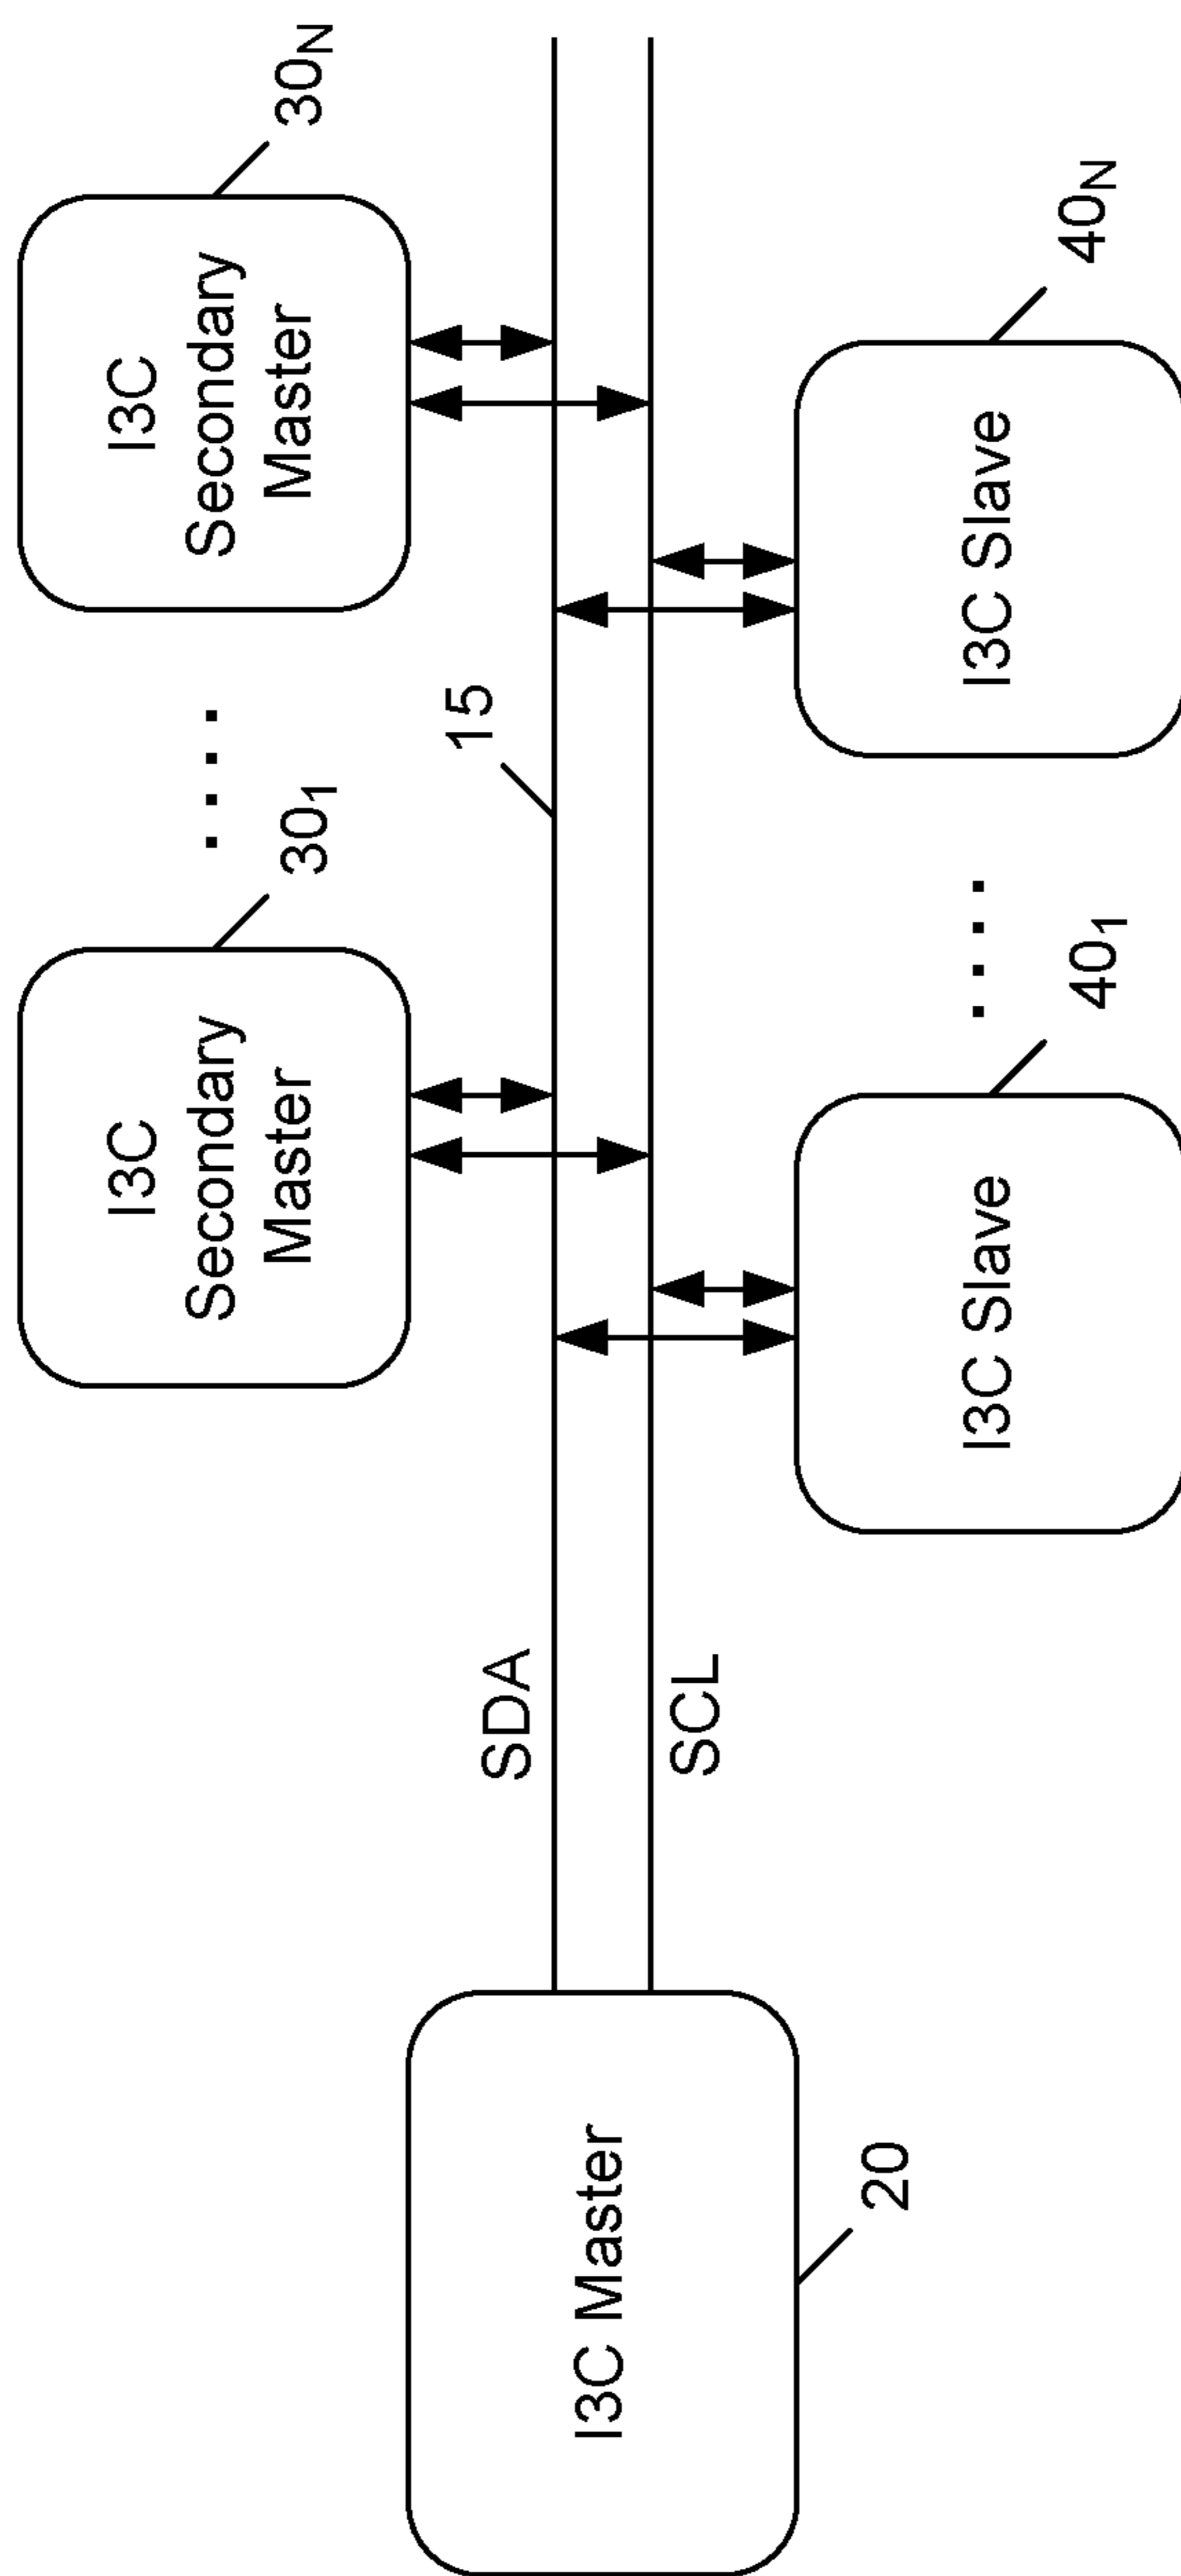 I3C
Secondary
Master
30₁
. . . .
I3C
Secondary
Master
30N
15
SDA
SCL
I3C Master
20
I3C Slave
40₁
. . . .
I3C Slave
40N